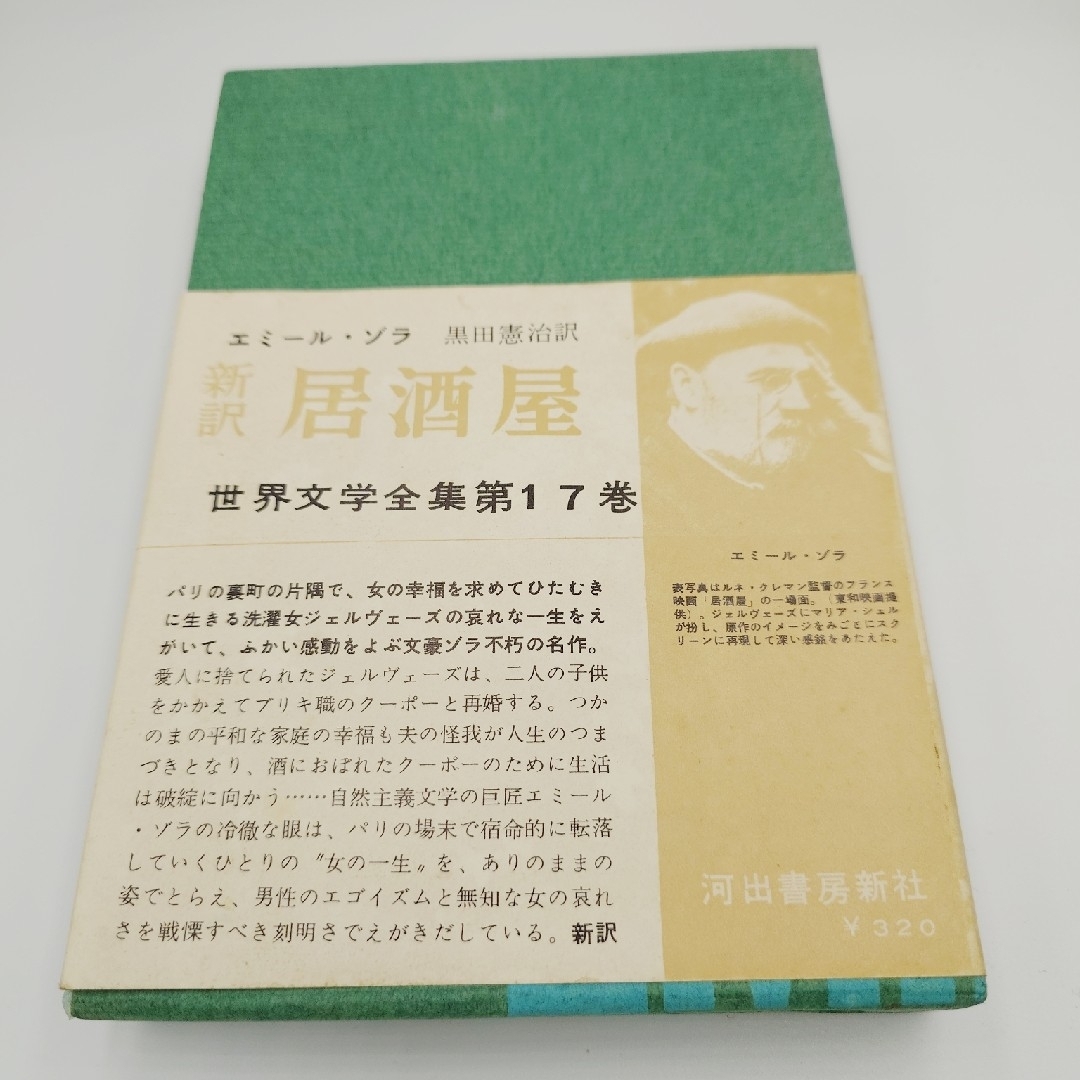 エミール・ゾラ 黒田憲治訳
新訳 居酒屋
世界文学全集第17巻
パリの裏町の片隅で、女の幸福を求めてひたむき
に生きる洗濯女ジェルヴェーズの哀れな一生をえ
がいて、ふかい感動をよぶ文豪ゾラ不朽の名作。
愛人に捨てられたジェルヴェーズは、二人の子供
をかかえてブリキ職のクーポーと再婚する。つか
のまの平和な家庭の幸福も夫の怪我が人生のつま
づきとなり、酒におぼれたクーポーのために生活
は破綻に向かう……自然主義文学の巨匠エミール
・ゾラの冷徹な眼は、パリの場末で宿命的に転落
していくひとりの〝女の一生〟を、ありのままの
姿でとらえ、男性のエゴイズムと無知な女の哀れ
さを戦慄すべき刻明さでえがきだしている。新訳
エミール・ゾラ
表写真はルネ・クレマン監督のフランス
映画「居酒屋」の一場面。(東和映画提
供)。ジェルヴェーズにマリア・シェル
が扮し、原作のイメージをみごとにスク
リーンに再現して深い感銘をあたえた。
河出書房新社
¥320